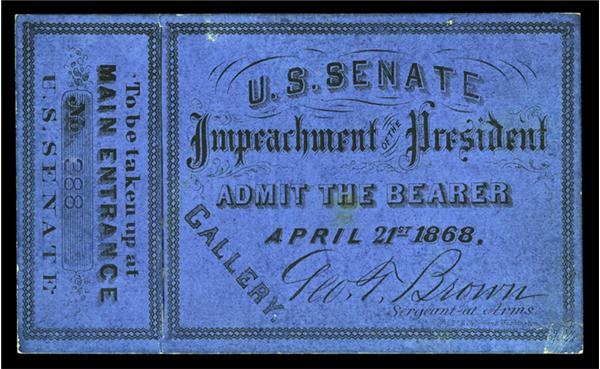 To be taken up at
MAIN ENTRANCE
No. 388
U. S. SENATE
U. S. SENATE
Impeachment OF THE President
ADMIT THE BEARER
APRIL 21ST 1868.
GALLERY.
Geo. T. Brown
Sergeant-at-Arms.